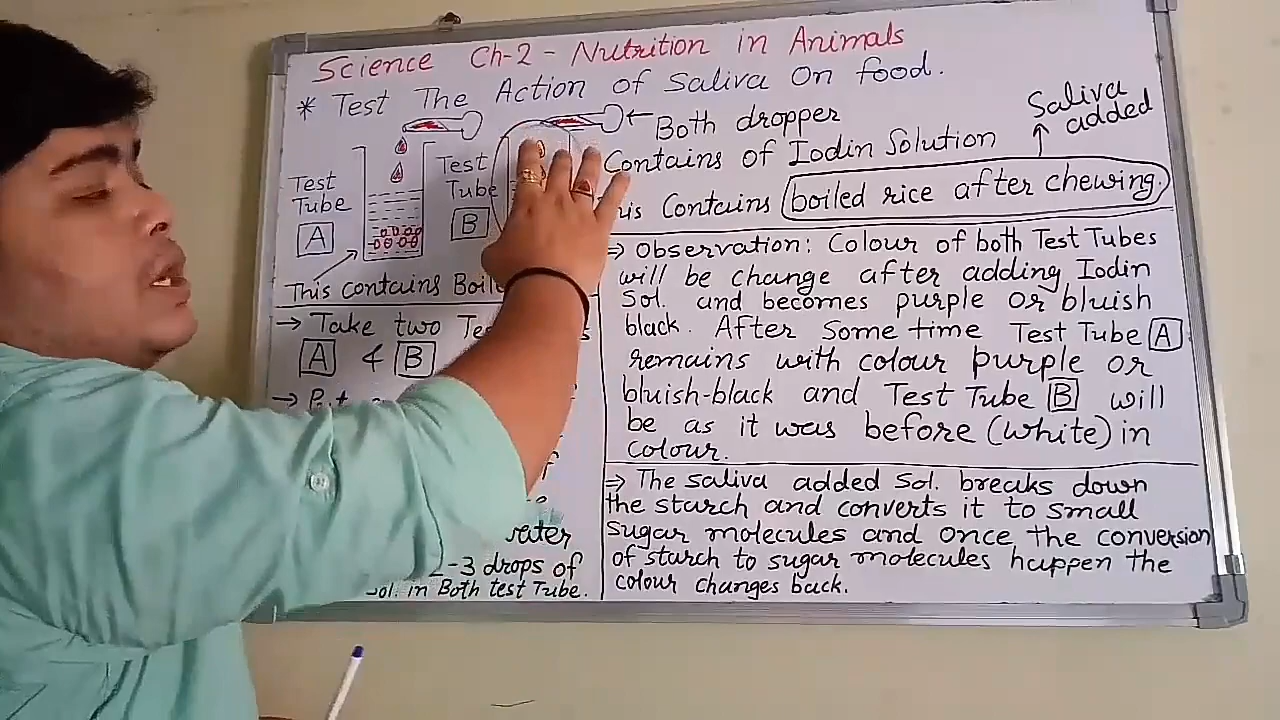 Science Ch-2 - Nutrition in Animals
* Test The Action of Saliva On food.
Saliva added
Both dropper
Contains of Iodin Solution
Contains boiled rice after chewing.
Test Tube
A
Test Tube
B
This contains
→ Take two
A & B
→
water
2-3 drops of
Sol. in Both test Tube.
⇒ Observation: Colour of both Test Tubes
will be change after adding Iodin
Sol. and becomes purple or bluish
black. After Some time Test Tube A
remains with colour purple or
bluish-black and Test Tube B will
be as it was before (white) in
colour.
⇒ The saliva added Sol. breaks down
the starch and converts it to small
sugar molecules and once the conversion
of starch to sugar molecules happen the
colour changes back.